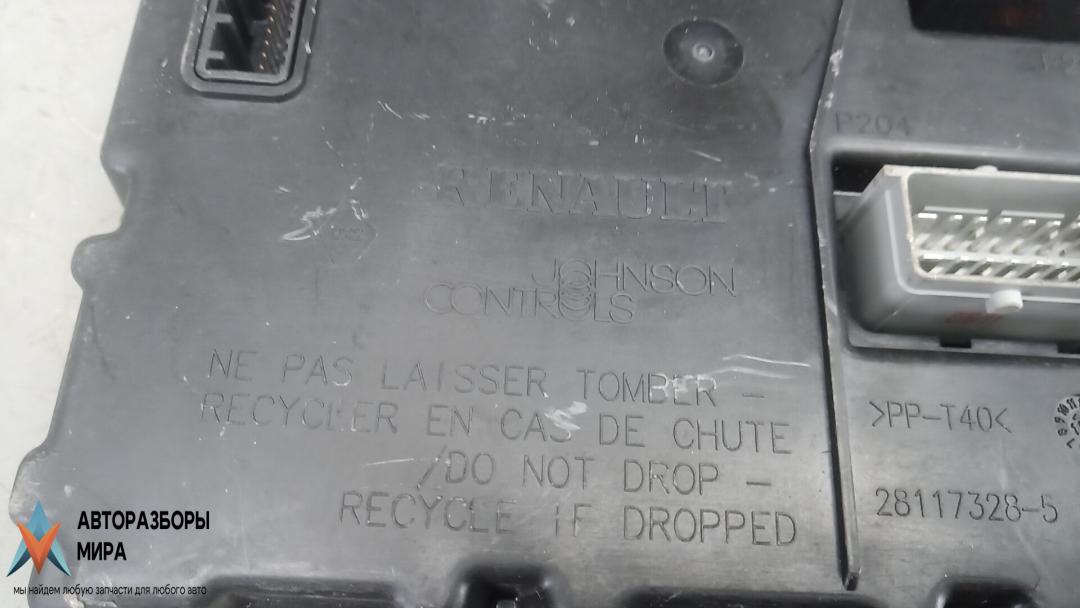 P204
RENAULT
JOHNSON
CONTROLS
NE PAS LAISSER TOMBER -
RECYCLER EN CAS DE CHUTE
/DO NOT DROP -
RECYCLE IF DROPPED
>PP-T40<
28117328-5
АВТОРАЗБОРЫ
МИРА
мы найдем любую запчасти для любого авто